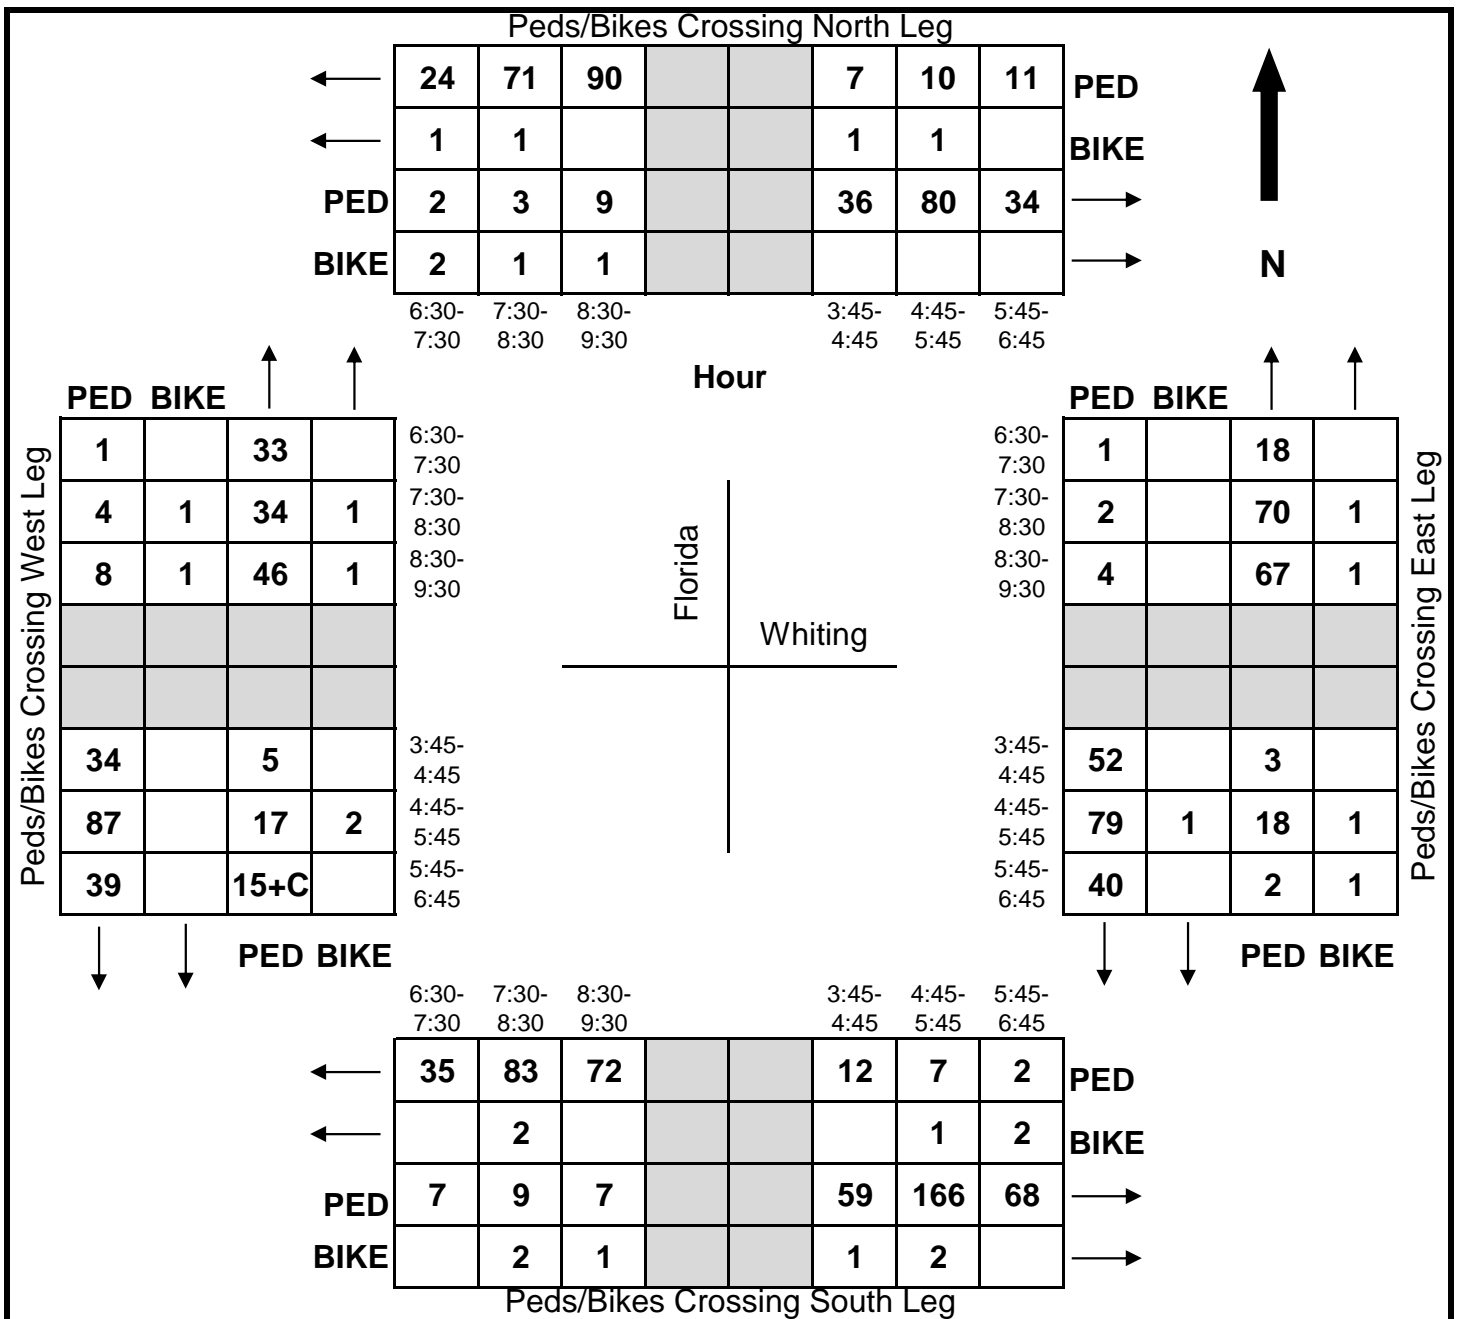 Peds/Bikes Crossing North Leg
24 71 90 7 10 11 PED
1 1 1 1 BIKE
PED 2 3 9 36 80 34
BIKE 2 1 1 N
6:30- 7:30- 8:30- 3:45- 4:45- 5:45-
7:30 8:30 9:30 4:45 5:45 6:45
Hour
PED BIKE
Peds/Bikes Crossing West Leg
1 33 6:30-
7:30
4 1 34 1 7:30-
8:30
8 1 46 1 8:30-
9:30
34 5 3:45-
4:45
87 17 2 4:45-
5:45
39 15+C 5:45-
6:45
PED BIKE
Florida
Whiting
PED BIKE
6:30- 1 18
7:30
7:30- 2 70 1
8:30
8:30- 4 67 1
9:30
3:45- 52 3
4:45
4:45- 79 1 18 1
5:45
5:45- 40 2 1
6:45
PED BIKE
Peds/Bikes Crossing East Leg
6:30- 7:30- 8:30- 3:45- 4:45- 5:45-
7:30 8:30 9:30 4:45 5:45 6:45
35 83 72 12 7 2 PED
2 1 2 BIKE
PED 7 9 7 59 166 68
BIKE 2 1 1 2
Peds/Bikes Crossing South Leg